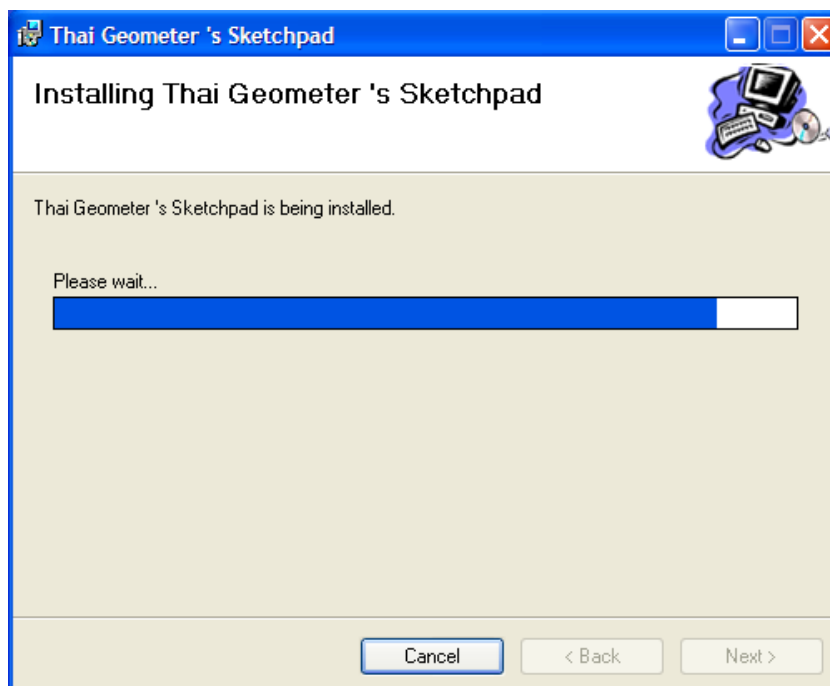 Thai Geometer 's Sketchpad
Installing Thai Geometer 's Sketchpad
Thai Geometer 's Sketchpad is being installed.
Please wait...
Cancel
< Back
Next >